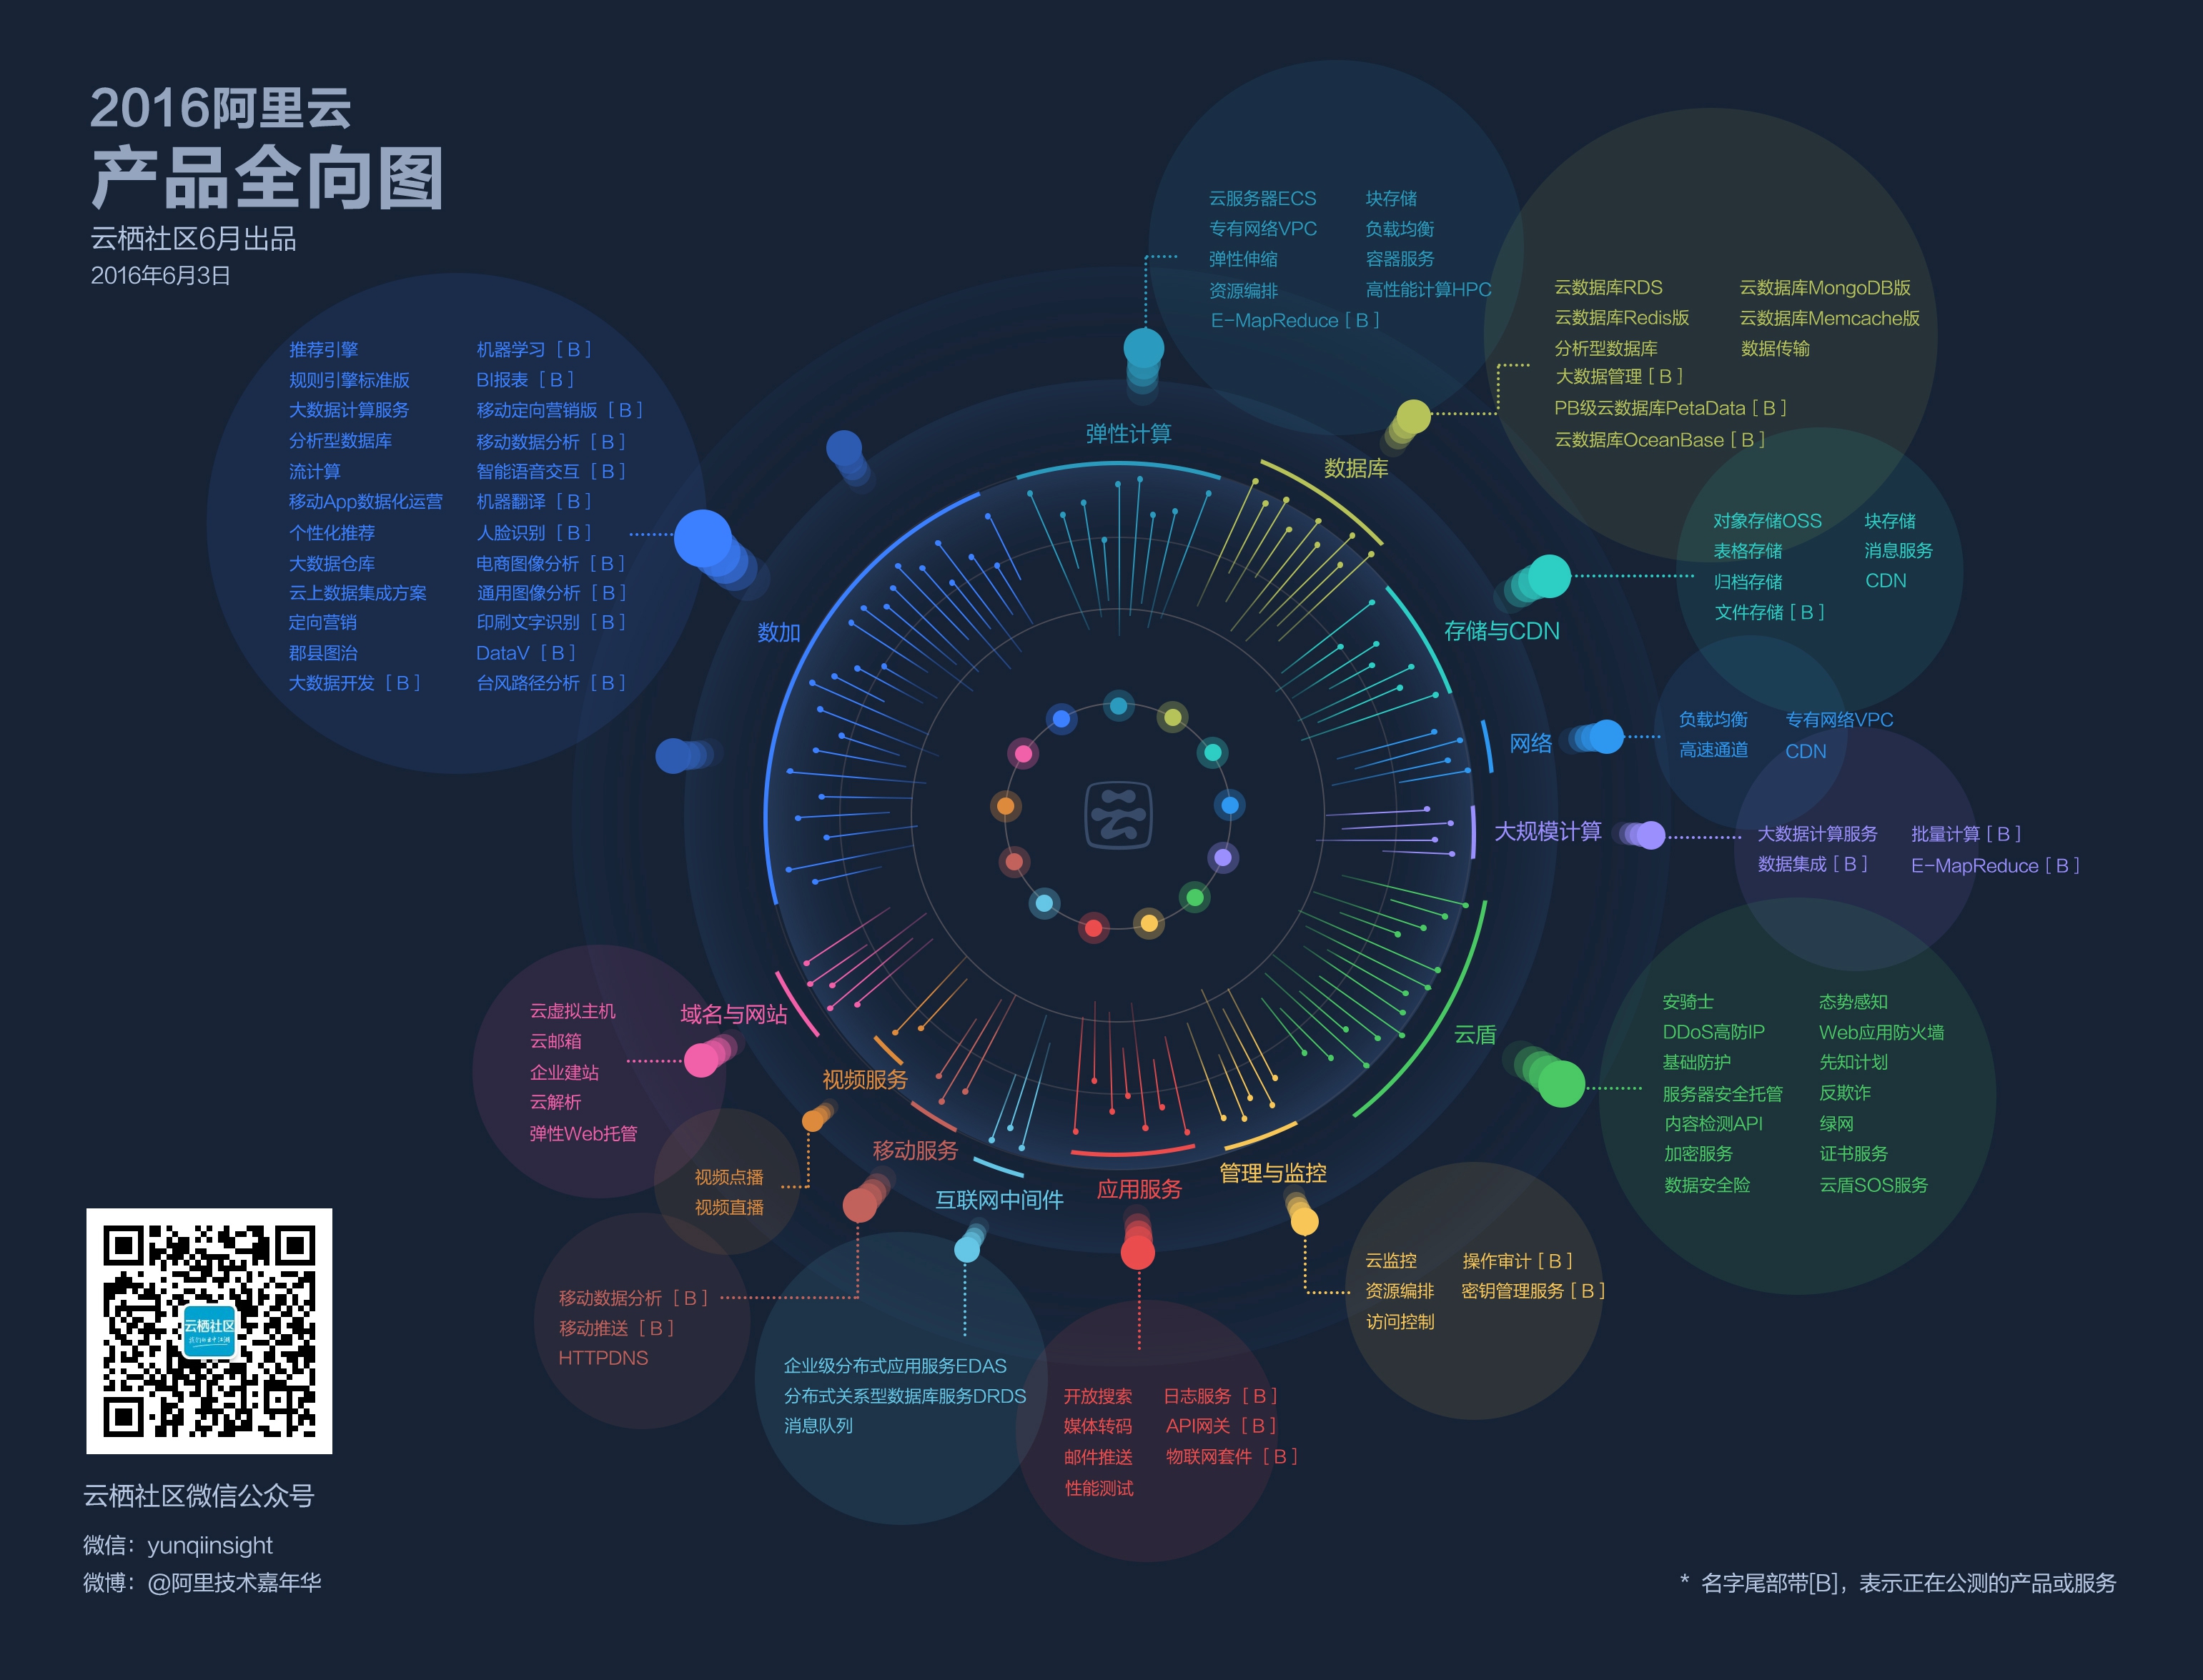 2016阿里云
产品全向图
云栖社区6月出品
2016年6月3日
弹性计算
云服务器ECS 块存储
专有网络VPC 负载均衡
弹性伸缩 容器服务
资源编排 高性能计算HPC
E-MapReduce [ B ]
数据库
云数据库RDS 云数据库MongoDB版
云数据库Redis版 云数据库Memcache版
分析型数据库 数据传输
大数据管理 [ B ]
PB级云数据库PetaData [ B ]
云数据库OceanBase [ B ]
存储与CDN
对象存储OSS 块存储
表格存储 消息服务
归档存储 CDN
文件存储 [ B ]
网络
负载均衡 专有网络VPC
高速通道 CDN
大规模计算
大数据计算服务 批量计算 [ B ]
数据集成 [ B ] E-MapReduce [ B ]
云盾
安骑士 态势感知
DDoS高防IP Web应用防火墙
基础防护 先知计划
服务器安全托管 反欺诈
内容检测API 绿网
加密服务 证书服务
数据安全险 云盾SOS服务
管理与监控
云监控 操作审计 [ B ]
资源编排 密钥管理服务 [ B ]
访问控制
应用服务
开放搜索 日志服务 [ B ]
媒体转码 API网关 [ B ]
邮件推送 物联网套件 [ B ]
性能测试
互联网中间件
企业级分布式应用服务EDAS
分布式关系型数据库服务DRDS
消息队列
移动服务
移动数据分析 [ B ]
移动推送 [ B ]
HTTPDNS
视频服务
视频点播
视频直播
域名与网站
云虚拟主机
云邮箱
企业建站
云解析
弹性Web托管
数加
推荐引擎 机器学习 [ B ]
规则引擎标准版 BI报表 [ B ]
大数据计算服务 移动定向营销版 [ B ]
分析型数据库 移动数据分析 [ B ]
流计算 智能语音交互 [ B ]
移动App数据化运营 机器翻译 [ B ]
个性化推荐 人脸识别 [ B ]
大数据仓库 电商图像分析 [ B ]
云上数据集成方案 通用图像分析 [ B ]
定向营销 印刷文字识别 [ B ]
郡县图治 DataV [ B ]
大数据开发 [ B ] 台风路径分析 [ B ]
云栖社区
云栖社区微信公众号
微信：yunqiinsight
微博：@阿里技术嘉年华
* 名字尾部带[B]，表示正在公测的产品或服务